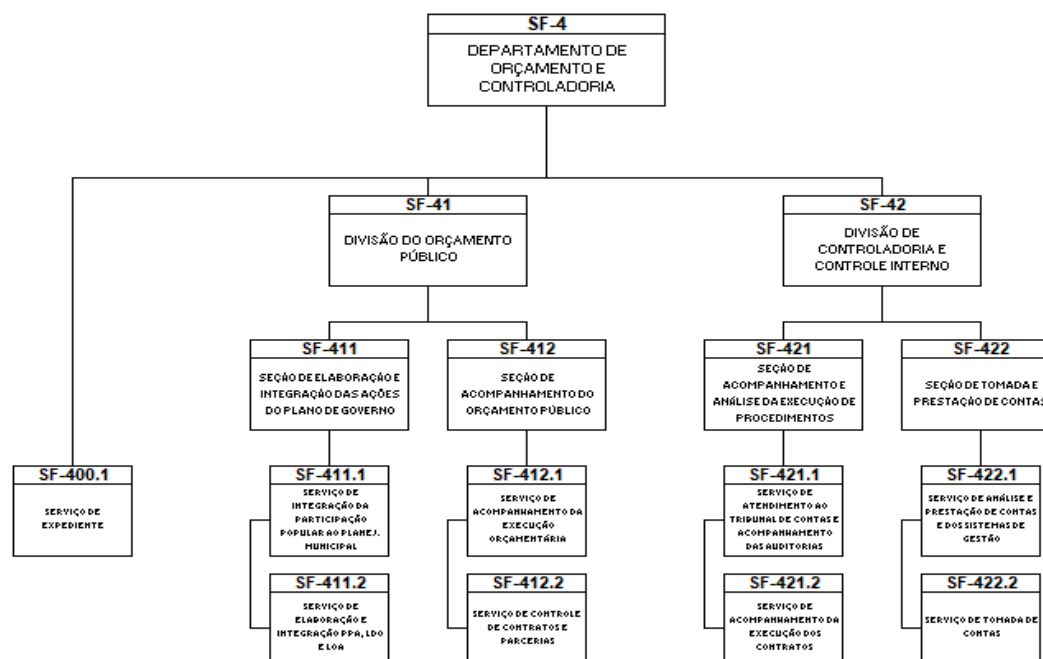 SF-4
DEPARTAMENTO DE
ORÇAMENTO E
CONTROLADORIA
SF-41
DIVISÃO DO ORÇAMENTO
PÚBLICO
SF-42
DIVISÃO DE
CONTROLADORIA E
CONTROLE INTERNO
SF-411
SEÇÃO DE ELABORAÇÃO E
INTEGRAÇÃO DAS AÇÕES
DO PLANO DE GOVERNO
SF-412
SEÇÃO DE
ACOMPANHAMENTO DO
ORÇAMENTO PÚBLICO
SF-421
SEÇÃO DE
ACOMPANHAMENTO E
ANÁLISE DA EXECUÇÃO DE
PROCEDIMENTOS
SF-422
SEÇÃO DE TOMADA E
PRESTAÇÃO DE CONTAS
SF-400.1
SERVIÇO DE
EXPEDIENTE
SF-411.1
SERVIÇO DE
INTEGRAÇÃO DA
PARTICIPAÇÃO
POPULAR AO PLANEJ.
MUNICIPAL
SF-412.1
SERVIÇO DE
ACOMPANHAMENTO DA
EXECUÇÃO
ORÇAMENTÁRIA
SF-421.1
SERVIÇO DE
ATENDIMENTO AO
TRIBUNAL DE CONTAS E
ACOMPANHAMENTO
DAS AUDITORIAS
SF-422.1
SERVIÇO DE ANÁLISE E
PRESTAÇÃO DE CONTAS
E DOS SISTEMAS DE
GESTÃO
SF-411.2
SERVIÇO DE
ELABORAÇÃO E
INTEGRAÇÃO PPA, LDO
E LOA
SF-412.2
SERVIÇO DE CONTROLE
DE CONTRATOS E
PARCERIAS
SF-421.2
SERVIÇO DE
ACOMPANHAMENTO DA
EXECUÇÃO DOS
CONTRATOS
SF-422.2
SERVIÇO DE TOMADA DE
CONTAS